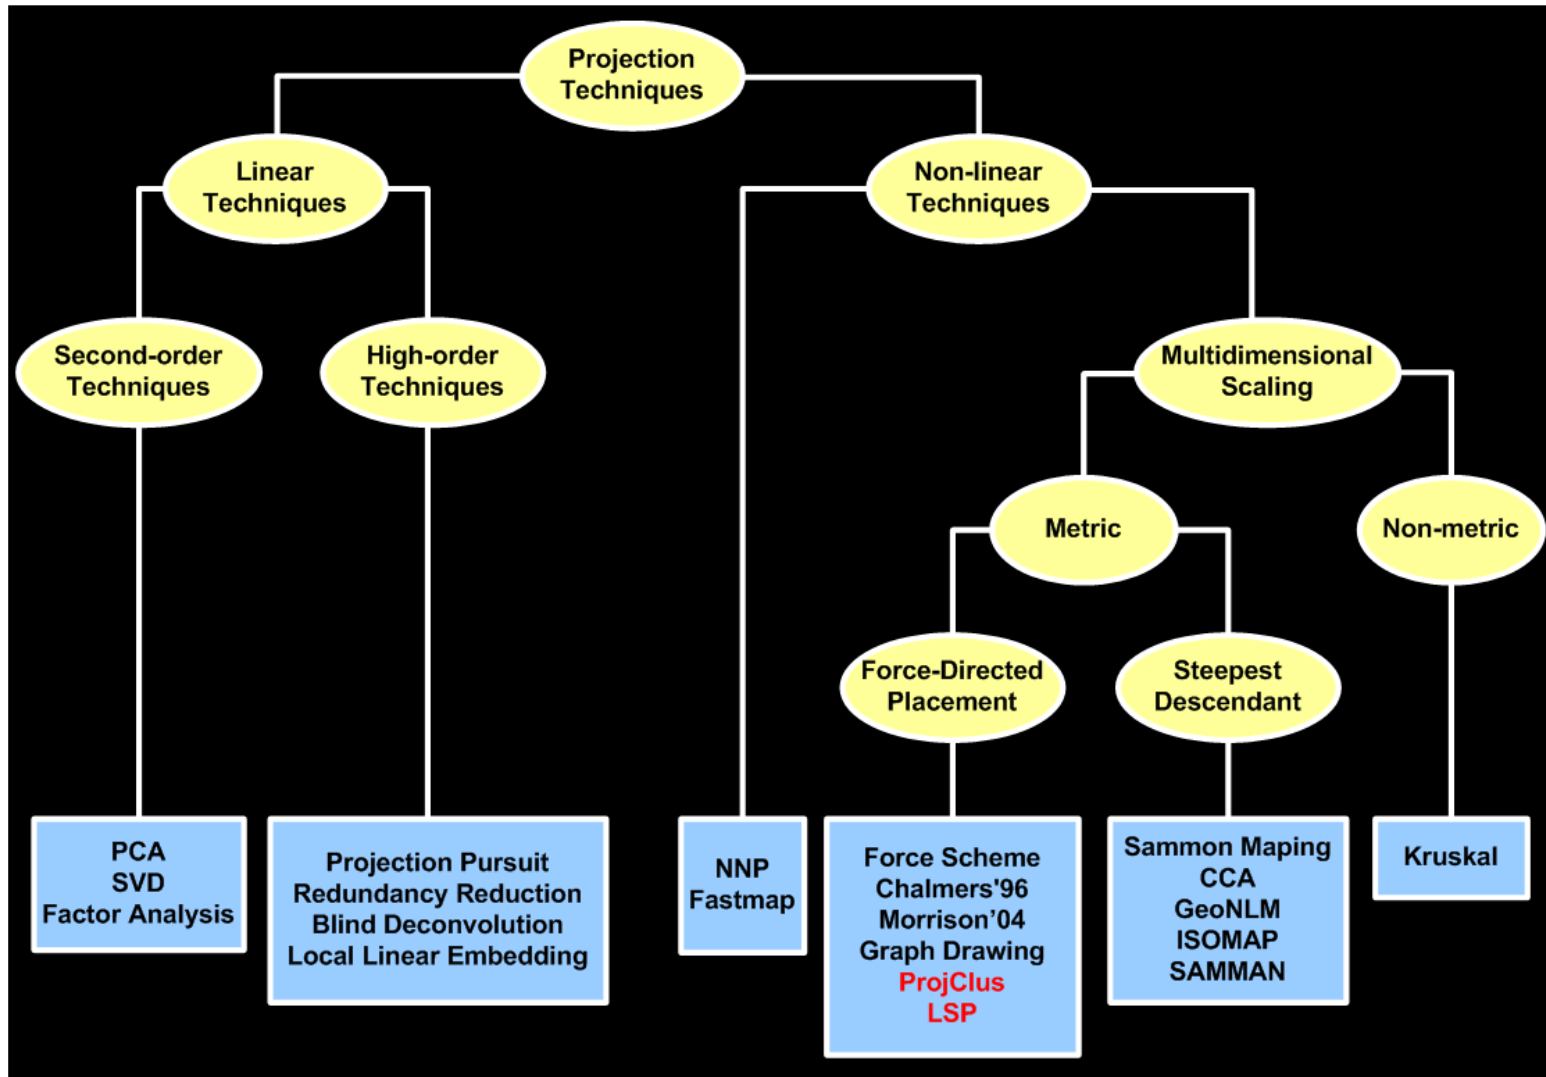 Projection
Techniques
Linear
Techniques
Non-linear
Techniques
Second-order
Techniques
High-order
Techniques
Multidimensional
Scaling
Metric
Non-metric
Force-Directed
Placement
Steepest
Descendant
PCA
SVD
Factor Analysis
Projection Pursuit
Redundancy Reduction
Blind Deconvolution
Local Linear Embedding
NNP
Fastmap
Force Scheme
Chalmers'96
Morrison’04
Graph Drawing
ProjClus
LSP
Sammon Maping
CCA
GeoNLM
ISOMAP
SAMMAN
Kruskal